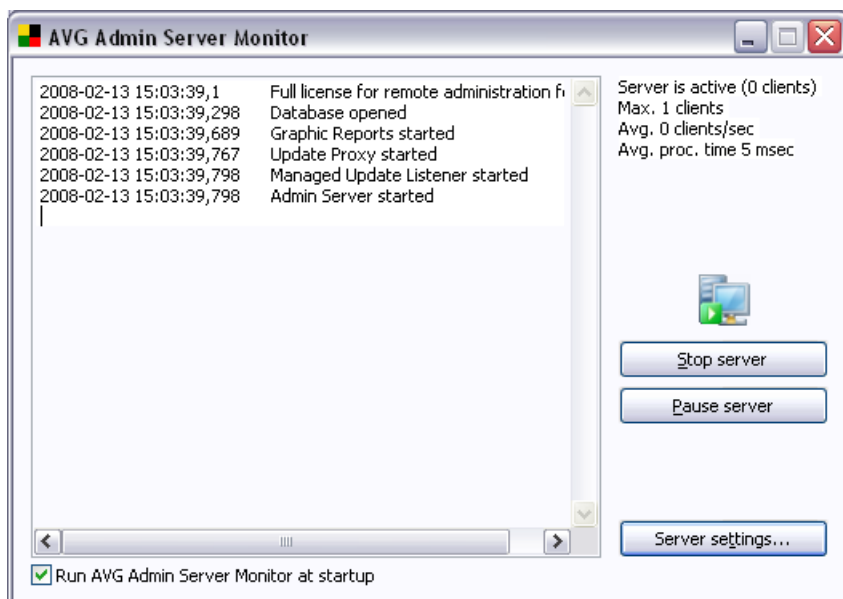 AVG Admin Server Monitor
2008-02-13 15:03:39,1 Full license for remote administration
2008-02-13 15:03:39,298 Database opened
2008-02-13 15:03:39,689 Graphic Reports started
2008-02-13 15:03:39,767 Update Proxy started
2008-02-13 15:03:39,798 Managed Update Listener started
2008-02-13 15:03:39,798 Admin Server started
Server is active (0 clients)
Max. 1 clients
Avg. 0 clients/sec
Avg. proc. time 5 msec
Stop server
Pause server
Server settings...
Run AVG Admin Server Monitor at startup